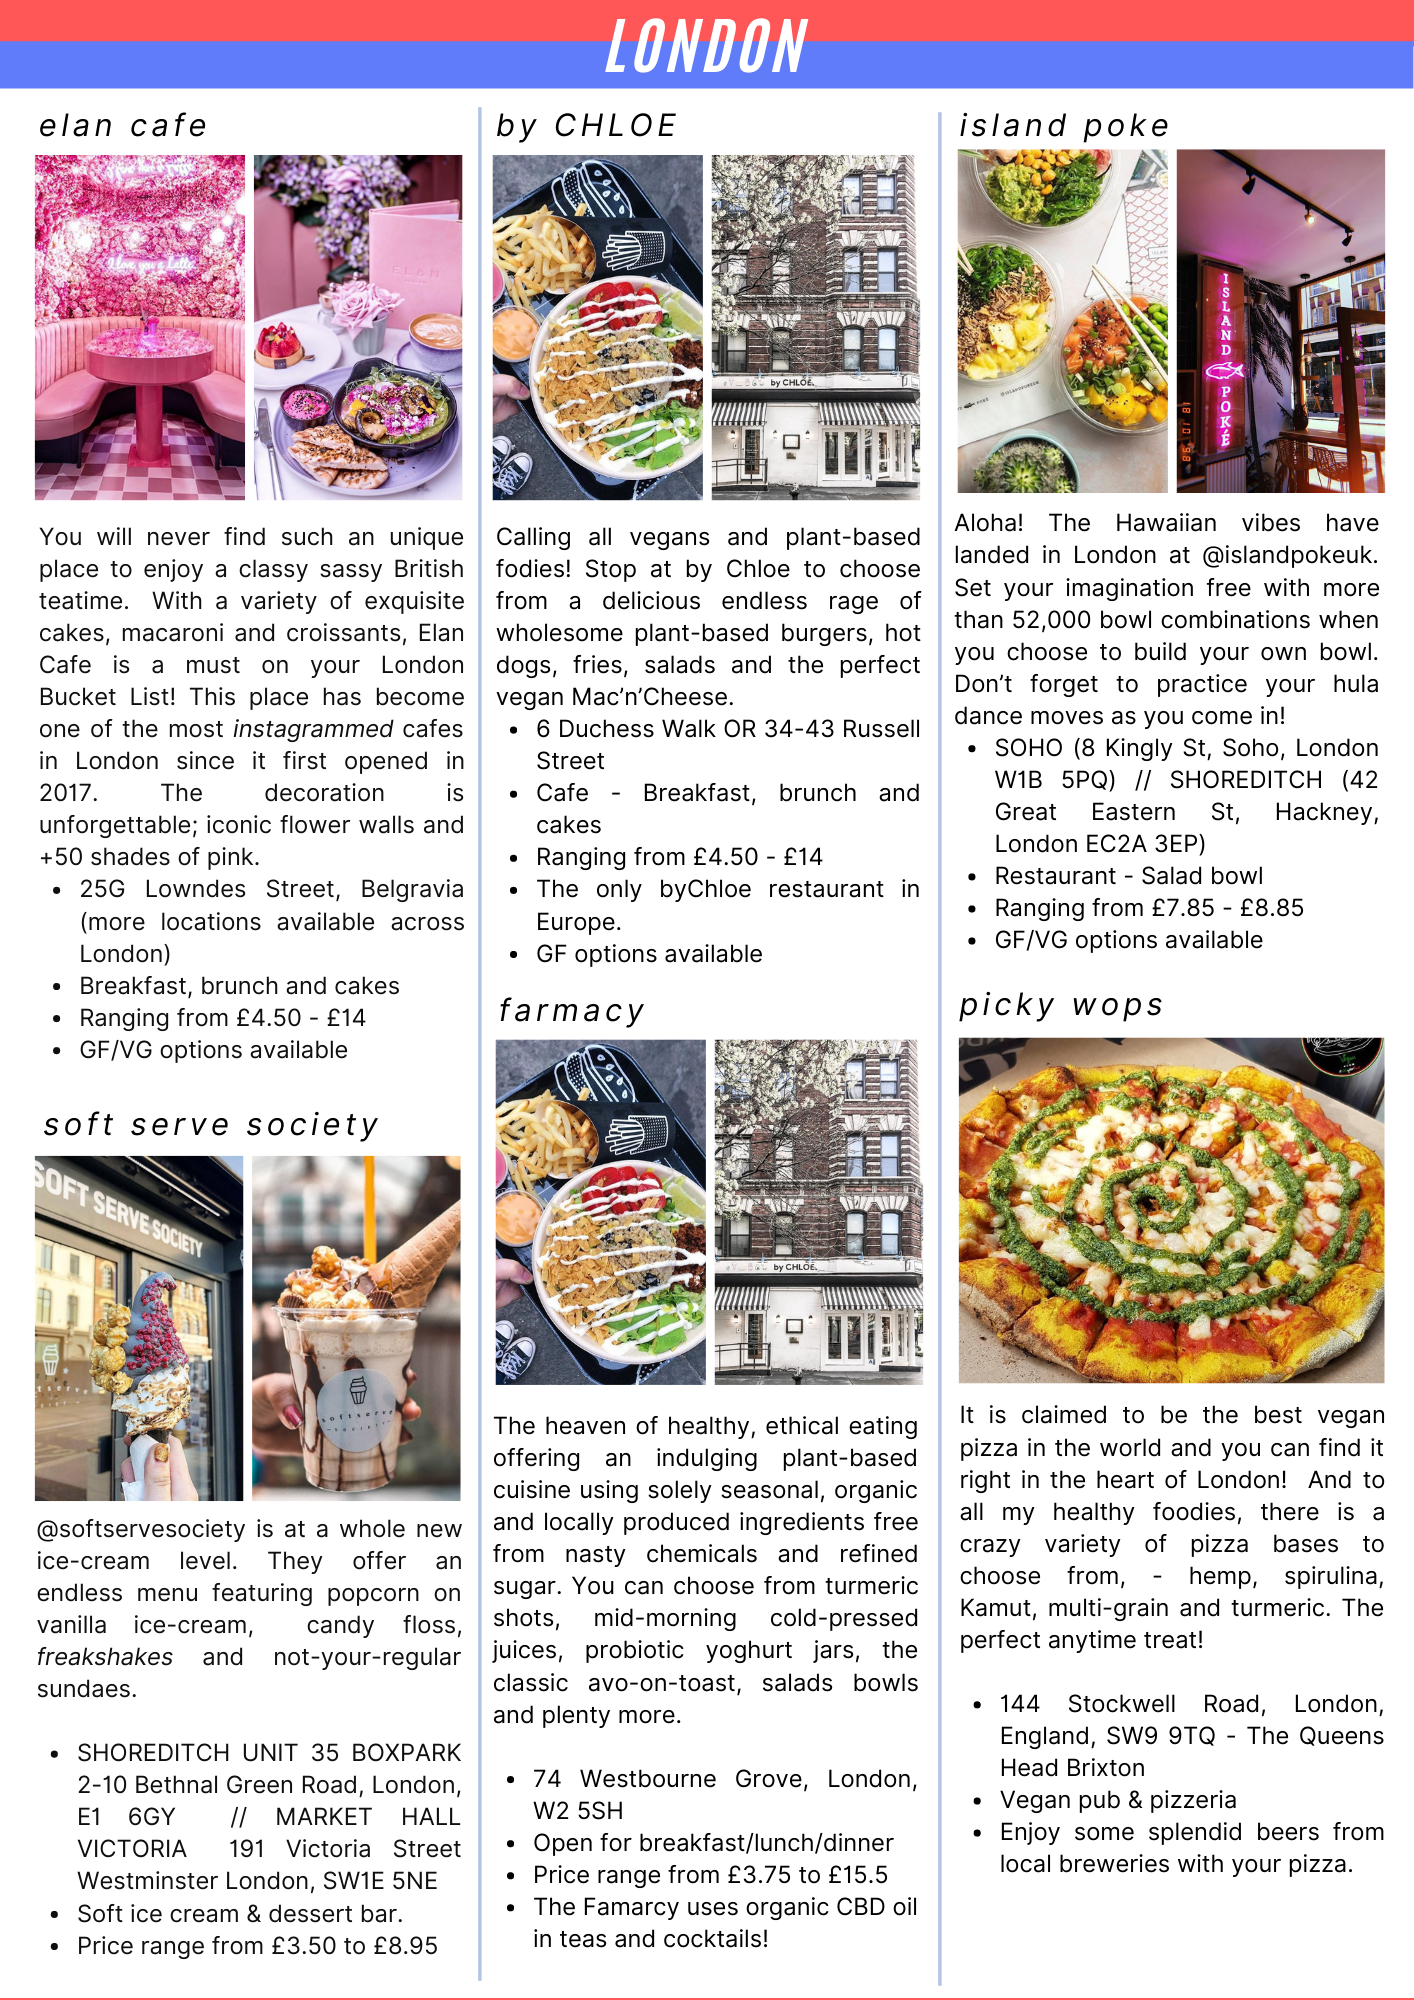 LONDON
elan cafe
I love you a Latte
ELAN
You will never find such an unique
place to enjoy a classy sassy British
teatime. With a variety of exquisite
cakes, macaroni and croissants, Elan
Cafe is a must on your London
Bucket List! This place has become
one of the most instagrammed cafes
in London since it first opened in
2017. The decoration is
unforgettable; iconic flower walls and
+50 shades of pink.
• 25G Lowndes Street, Belgravia
(more locations available across
London)
• Breakfast, brunch and cakes
• Ranging from £4.50 - £14
• GF/VG options available
soft serve society
SOFT SERVE SOCIETY
softserve
society
@softservesociety is at a whole new
ice-cream level. They offer an
endless menu featuring popcorn on
vanilla ice-cream, candy floss,
freakshakes and not-your-regular
sundaes.
• SHOREDITCH UNIT 35 BOXPARK
2-10 Bethnal Green Road, London,
E1 6GY // MARKET HALL
VICTORIA 191 Victoria Street
Westminster London, SW1E 5NE
• Soft ice cream & dessert bar.
• Price range from £3.50 to £8.95
by CHLOE
by CHLOE.
Calling all vegans and plant-based
fodies! Stop at by Chloe to choose
from a delicious endless rage of
wholesome plant-based burgers, hot
dogs, fries, salads and the perfect
vegan Mac’n’Cheese.
• 6 Duchess Walk OR 34-43 Russell
Street
• Cafe - Breakfast, brunch and
cakes
• Ranging from £4.50 - £14
• The only byChloe restaurant in
Europe.
• GF options available
farmacy
by CHLOE.
The heaven of healthy, ethical eating
offering an indulging plant-based
cuisine using solely seasonal, organic
and locally produced ingredients free
from nasty chemicals and refined
sugar. You can choose from turmeric
shots, mid-morning cold-pressed
juices, probiotic yoghurt jars, the
classic avo-on-toast, salads bowls
and plenty more.
• 74 Westbourne Grove, London,
W2 5SH
• Open for breakfast/lunch/dinner
• Price range from £3.75 to £15.5
• The Famarcy uses organic CBD oil
in teas and cocktails!
island poke
ISLAND POKÉ
Aloha! The Hawaiian vibes have
landed in London at @islandpokeuk.
Set your imagination free with more
than 52,000 bowl combinations when
you choose to build your own bowl.
Don’t forget to practice your hula
dance moves as you come in!
• SOHO (8 Kingly St, Soho, London
W1B 5PQ) // SHOREDITCH (42
Great Eastern St, Hackney,
London EC2A 3EP)
• Restaurant - Salad bowl
• Ranging from £7.85 - £8.85
• GF/VG options available
picky wops
It is claimed to be the best vegan
pizza in the world and you can find it
right in the heart of London! And to
all my healthy foodies, there is a
crazy variety of pizza bases to
choose from, - hemp, spirulina,
Kamut, multi-grain and turmeric. The
perfect anytime treat!
• 144 Stockwell Road, London,
England, SW9 9TQ - The Queens
Head Brixton
• Vegan pub & pizzeria
• Enjoy some splendid beers from
local breweries with your pizza.